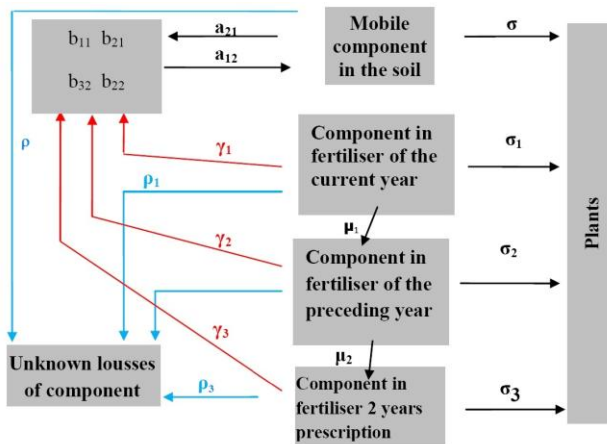 b₁₁ b₂₁
b₃₂ b₂₂
a₂₁
a₁₂
Mobile
component
in the soil
σ
ρ
γ₁
ρ₁
Component in
fertiliser of the
current year
σ₁
μ₁
γ₂
Component in
fertiliser of the
preceding year
σ₂
γ₃
μ₂
Unknown lousses
of component
ρ₃
Component in
fertiliser 2 years
prescription
σ₃
Plants